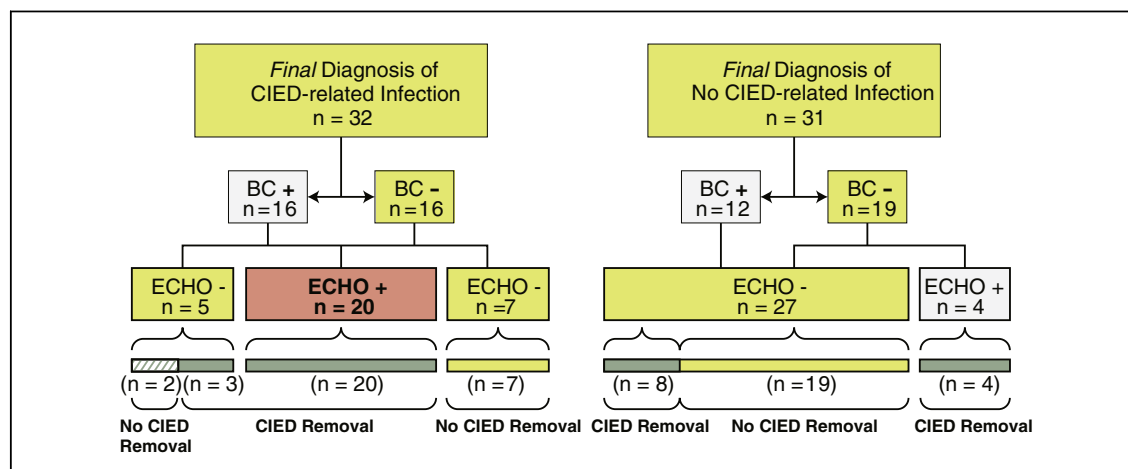 Final Diagnosis of
CIED-related Infection
n = 32
Final Diagnosis of
No CIED-related Infection
n = 31
BC +
n=16
BC -
n=16
BC +
n=12
BC -
n=19
ECHO -
n = 5
ECHO +
n = 20
ECHO -
n =7
ECHO -
n = 27
ECHO +
n = 4
(n = 2)
(n = 3)
(n = 20)
(n =7)
(n = 8)
(n =19)
(n = 4)
No CIED
Removal
CIED Removal
No CIED Removal
CIED Removal
No CIED Removal
CIED Removal